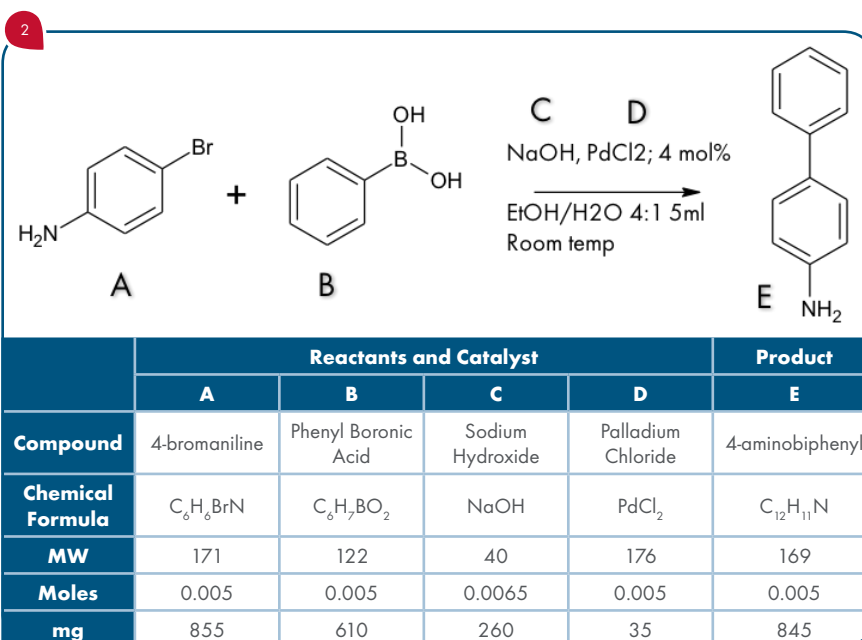 2
Br
H₂N
A
+
OH
B
OH
B
C D
NaOH, PdCl2; 4 mol%
EtOH/H2O 4:1 5ml
Room temp
E
NH₂
Reactants and Catalyst Product
A B C D E
Compound 4-bromaniline Phenyl Boronic Acid Sodium Hydroxide Palladium Chloride 4-aminobiphenyl
Chemical Formula C₆H₆BrN C₆H₇BO₂ NaOH PdCl₂ C₁₂H₁₁N
MW 171 122 40 176 169
Moles 0.005 0.005 0.0065 0.005 0.005
mg 855 610 260 35 845